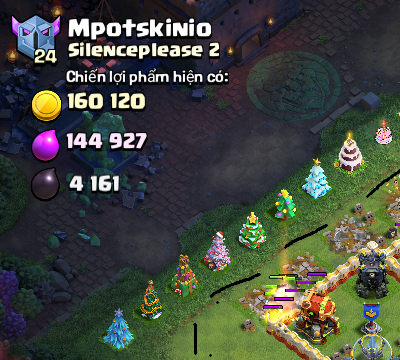 Mpotskinio
24
Silenceplease 2
Chiến lợi phẩm hiện có:
160 120
144 927
4 161